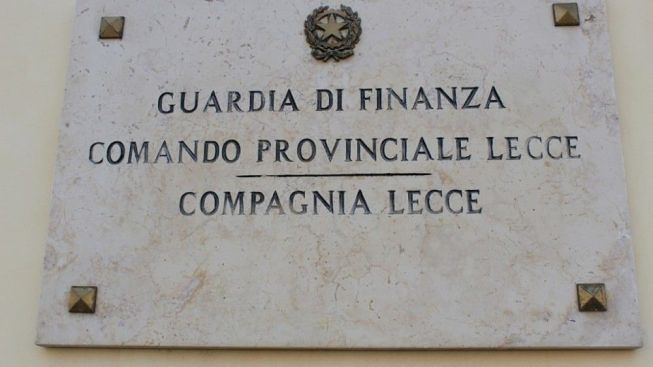 GUARDIA DI FINANZA
COMANDO PROVINCIALE LECCE
COMPAGNIA LECCE